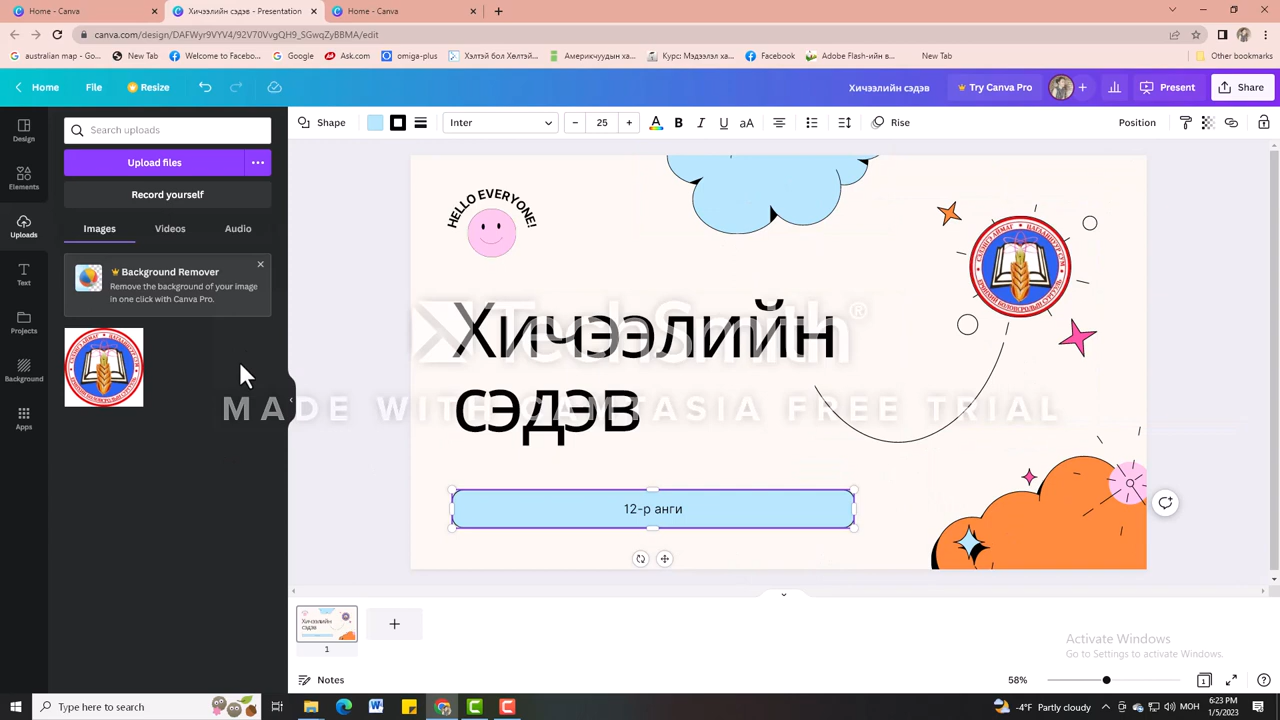 Home - Canva
Хичээлийн сэдэв - Presentation
Home - Canva
canva.com/design/DAFWyr9VYV4/92V70VvgQH9_SGwqZyBBMA/edit
australian map - Go...
New Tab
Welcome to Facebo...
Google
Ask.com
omiga-plus
Хэлтэй бол Хөлтэй...
Америкчуудын ха...
Курс: Мэдээлэл ха...
Facebook
Adobe Flash-ийн в...
New Tab
Other bookmarks
Home
File
Resize
Хичээлийн сэдэв
Try Canva Pro
Present
Share
Design
Elements
Uploads
Text
Projects
Background
Apps
Search uploads
Upload files
Record yourself
Images
Videos
Audio
Background Remover
Remove the background of your image
in one click with Canva Pro.
Shape
Inter
25
B
I
U
aA
Rise
Position
HELLO EVERYONE!
Хичээлийн
сэдэв
12-р анги
TechSmith®
MADE WITH CAMTASIA FREE TRIAL
1
Notes
58%
1
Activate Windows
Go to Settings to activate Windows.
Type here to search
-4°F Partly cloudy
МОН
6:23 PM
1/5/2023